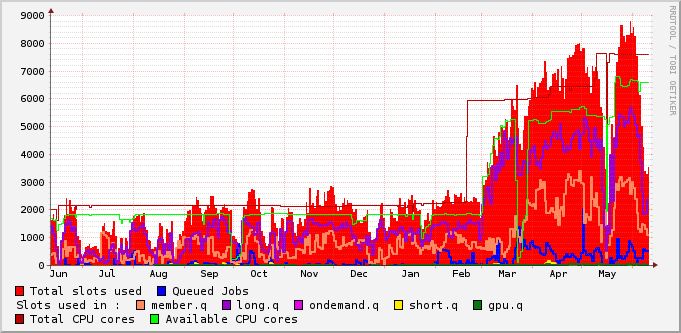 RRDTOOL / TOBI OETIKER
9000
8000
7000
6000
5000
4000
3000
2000
1000
0
Jun Jul Aug Sep Oct Nov Dec Jan Feb Mar Apr May
Total slots used Queued Jobs
Slots used in : member.q long.q ondemand.q short.q gpu.q
Total CPU cores Available CPU cores